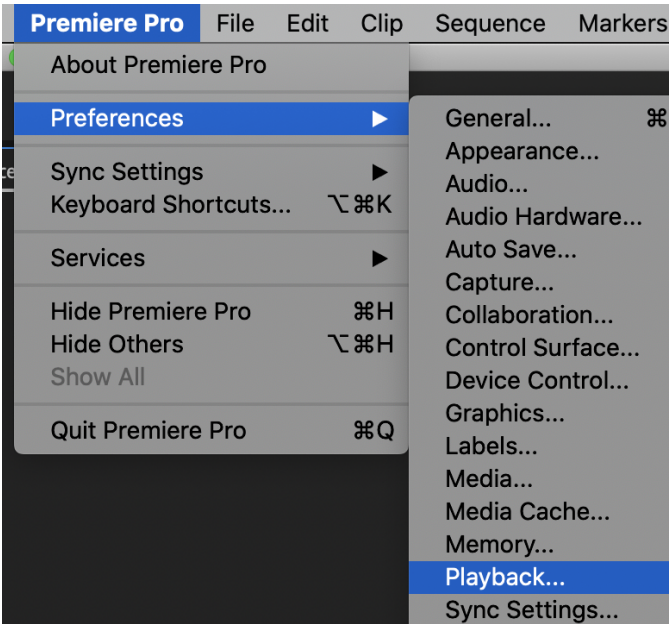 Premiere Pro File Edit Clip Sequence Markers
About Premiere Pro
Preferences ▶
Sync Settings ▶
Keyboard Shortcuts... ⌥⌘K
Services ▶
Hide Premiere Pro ⌘H
Hide Others ⌥⌘H
Show All
Quit Premiere Pro ⌘Q
General... ⌘
Appearance...
Audio...
Audio Hardware...
Auto Save...
Capture...
Collaboration...
Control Surface...
Device Control...
Graphics...
Labels...
Media...
Media Cache...
Memory...
Playback...
Sync Settings...